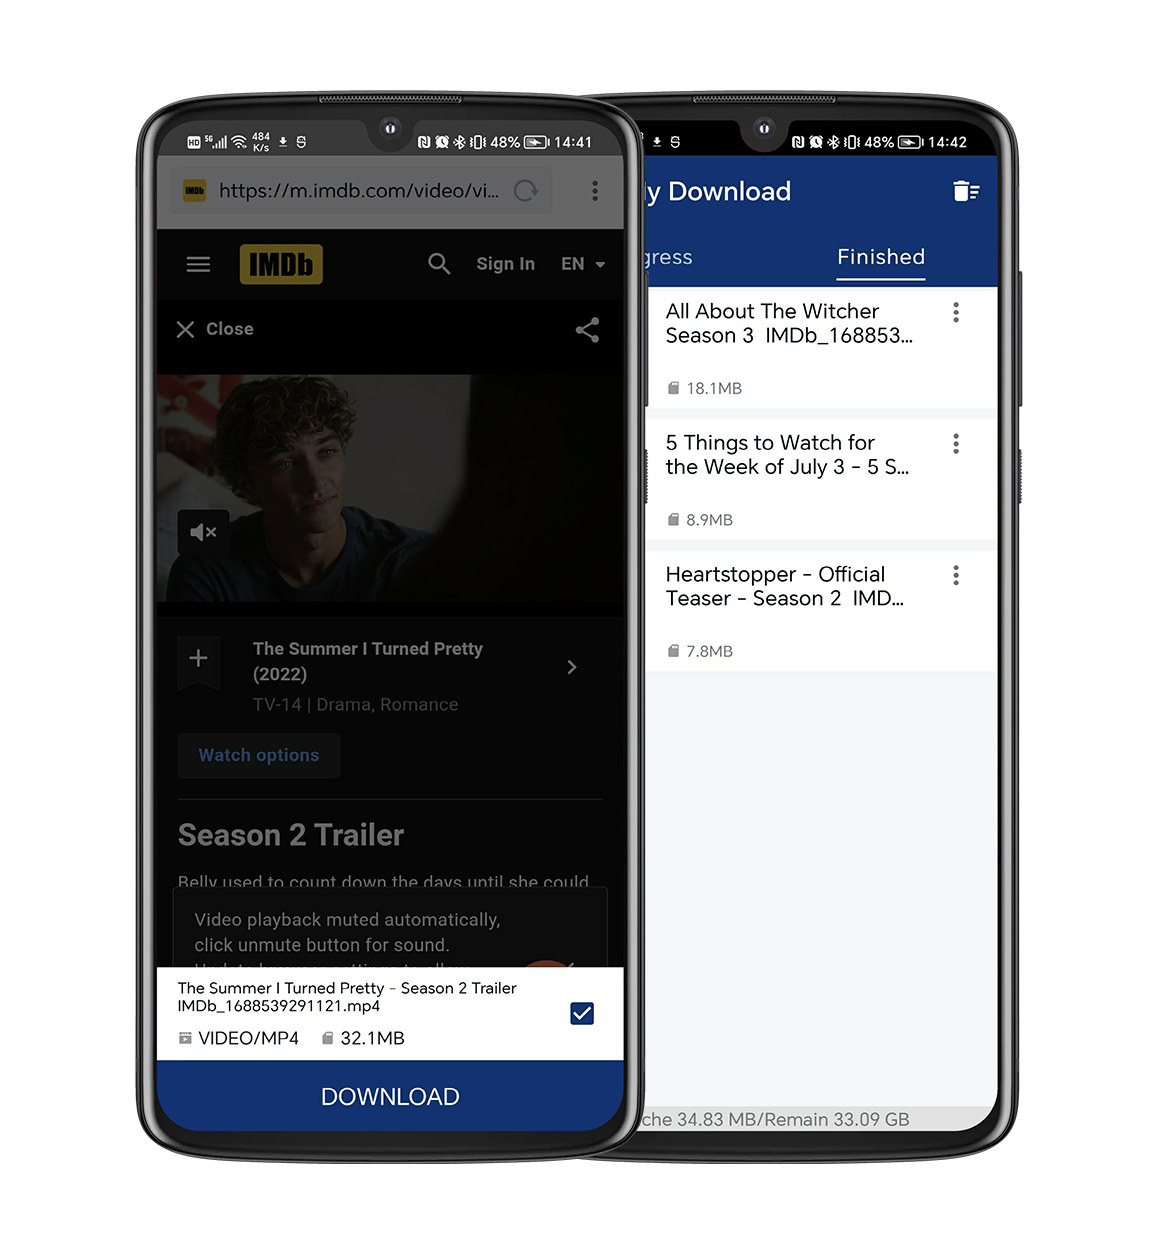 HD 5G 484 K/s 48% 14:41
IMDb https://m.imdb.com/video/vi...
IMDb Sign In EN
Close
The Summer I Turned Pretty
(2022)
TV-14 | Drama, Romance
Watch options
Season 2 Trailer
Belly used to count down the days until she could
Video playback muted automatically,
click unmute button for sound.
The Summer I Turned Pretty - Season 2 Trailer
IMDb_1688539291121.mp4
VIDEO/MP4 32.1MB
DOWNLOAD
48% 14:42
y Download
gress Finished
All About The Witcher
Season 3 IMDb_168853...
18.1MB
5 Things to Watch for
the Week of July 3 - 5 S...
8.9MB
Heartstopper - Official
Teaser - Season 2 IMD...
7.8MB
che 34.83 MB/Remain 33.09 GB